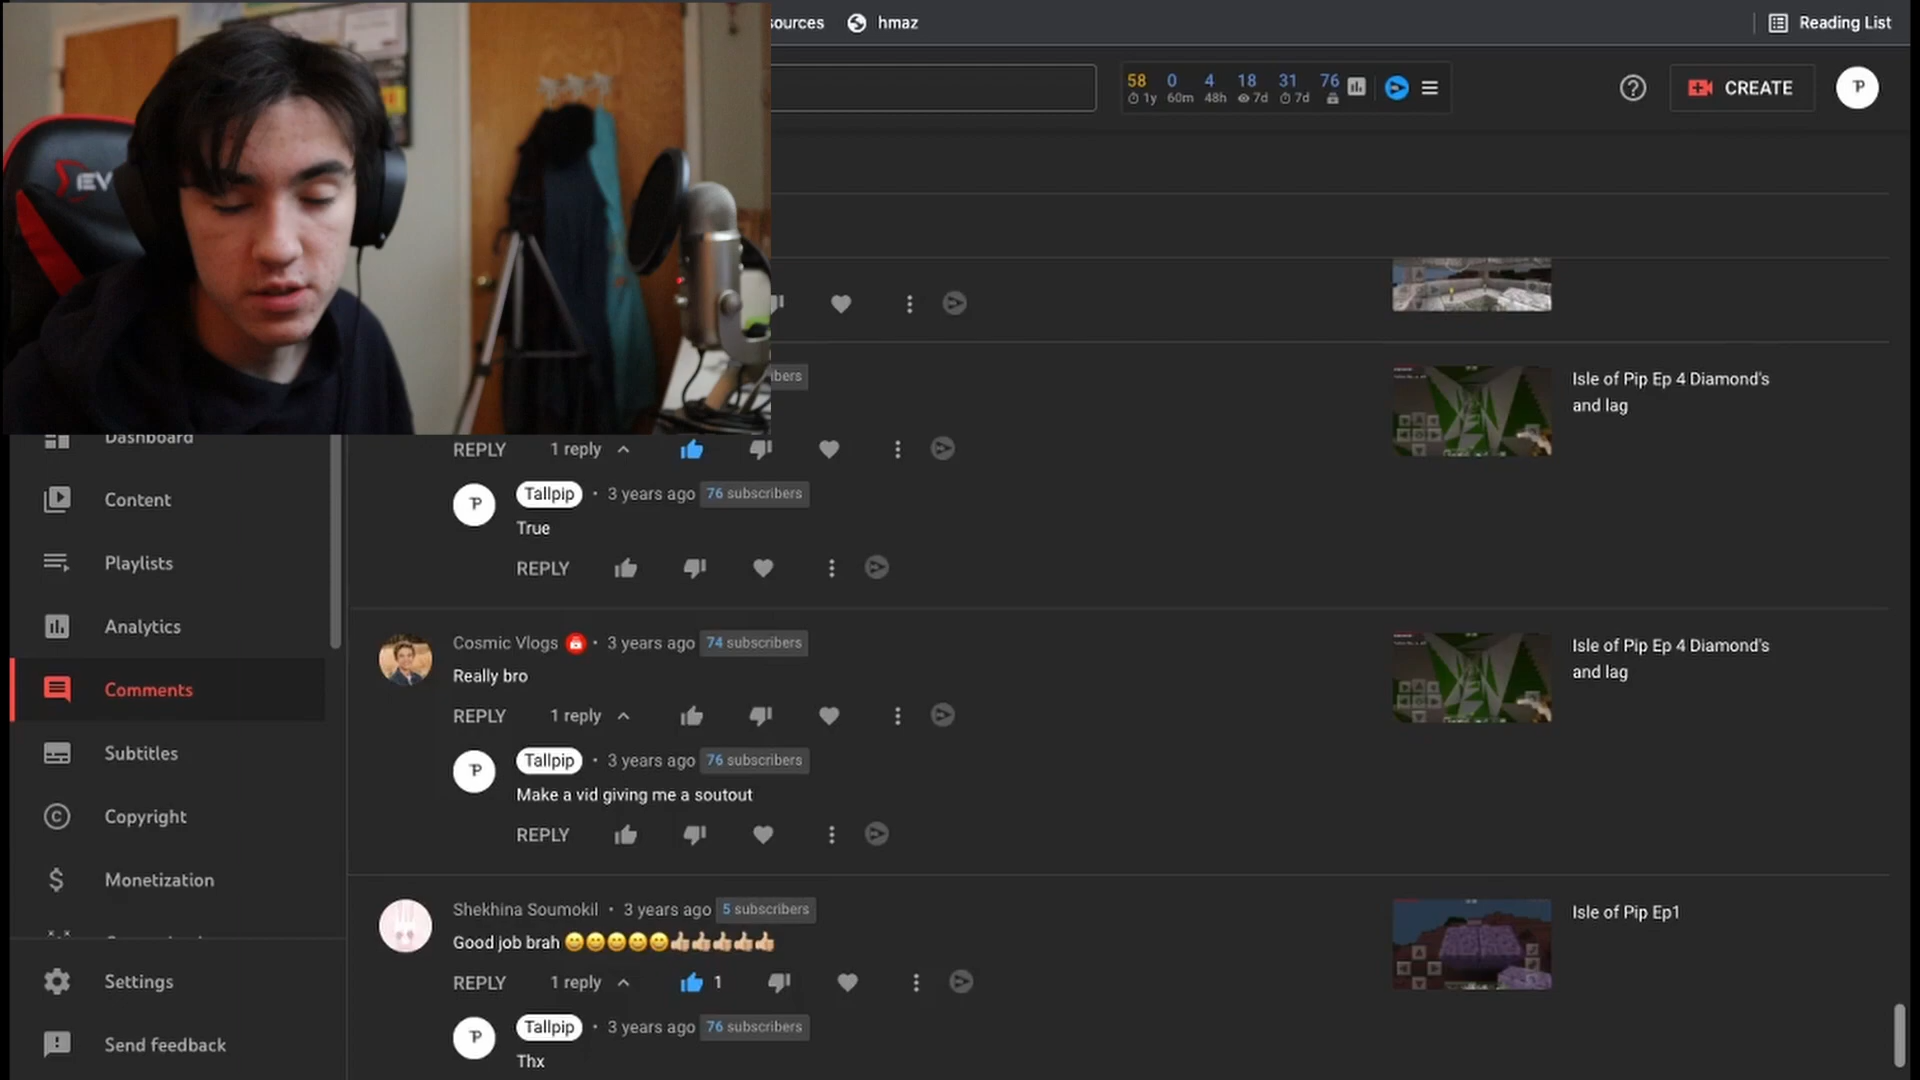 hmaz
Reading List
58 0 4 18 31 76
1y 60m 48h 7d 7d
CREATE
EV
Isle of Pip Ep 4 Diamond's
and lag
Dashboard
REPLY 1 reply
Content
Tallpip • 3 years ago 76 subscribers
True
Playlists
REPLY
Analytics
Cosmic Vlogs • 3 years ago 74 subscribers
Isle of Pip Ep 4 Diamond's
and lag
Really bro
Comments
REPLY 1 reply
Subtitles
Tallpip • 3 years ago 76 subscribers
Make a vid giving me a soutout
Copyright
REPLY
Monetization
Shekhina Soumokil • 3 years ago 5 subscribers
Isle of Pip Ep1
Good job brah 😀😀😀😀😀👍🏼👍🏼👍🏼👍🏼👍🏼
Settings
REPLY 1 reply 1
Tallpip • 3 years ago 76 subscribers
Send feedback
Thx